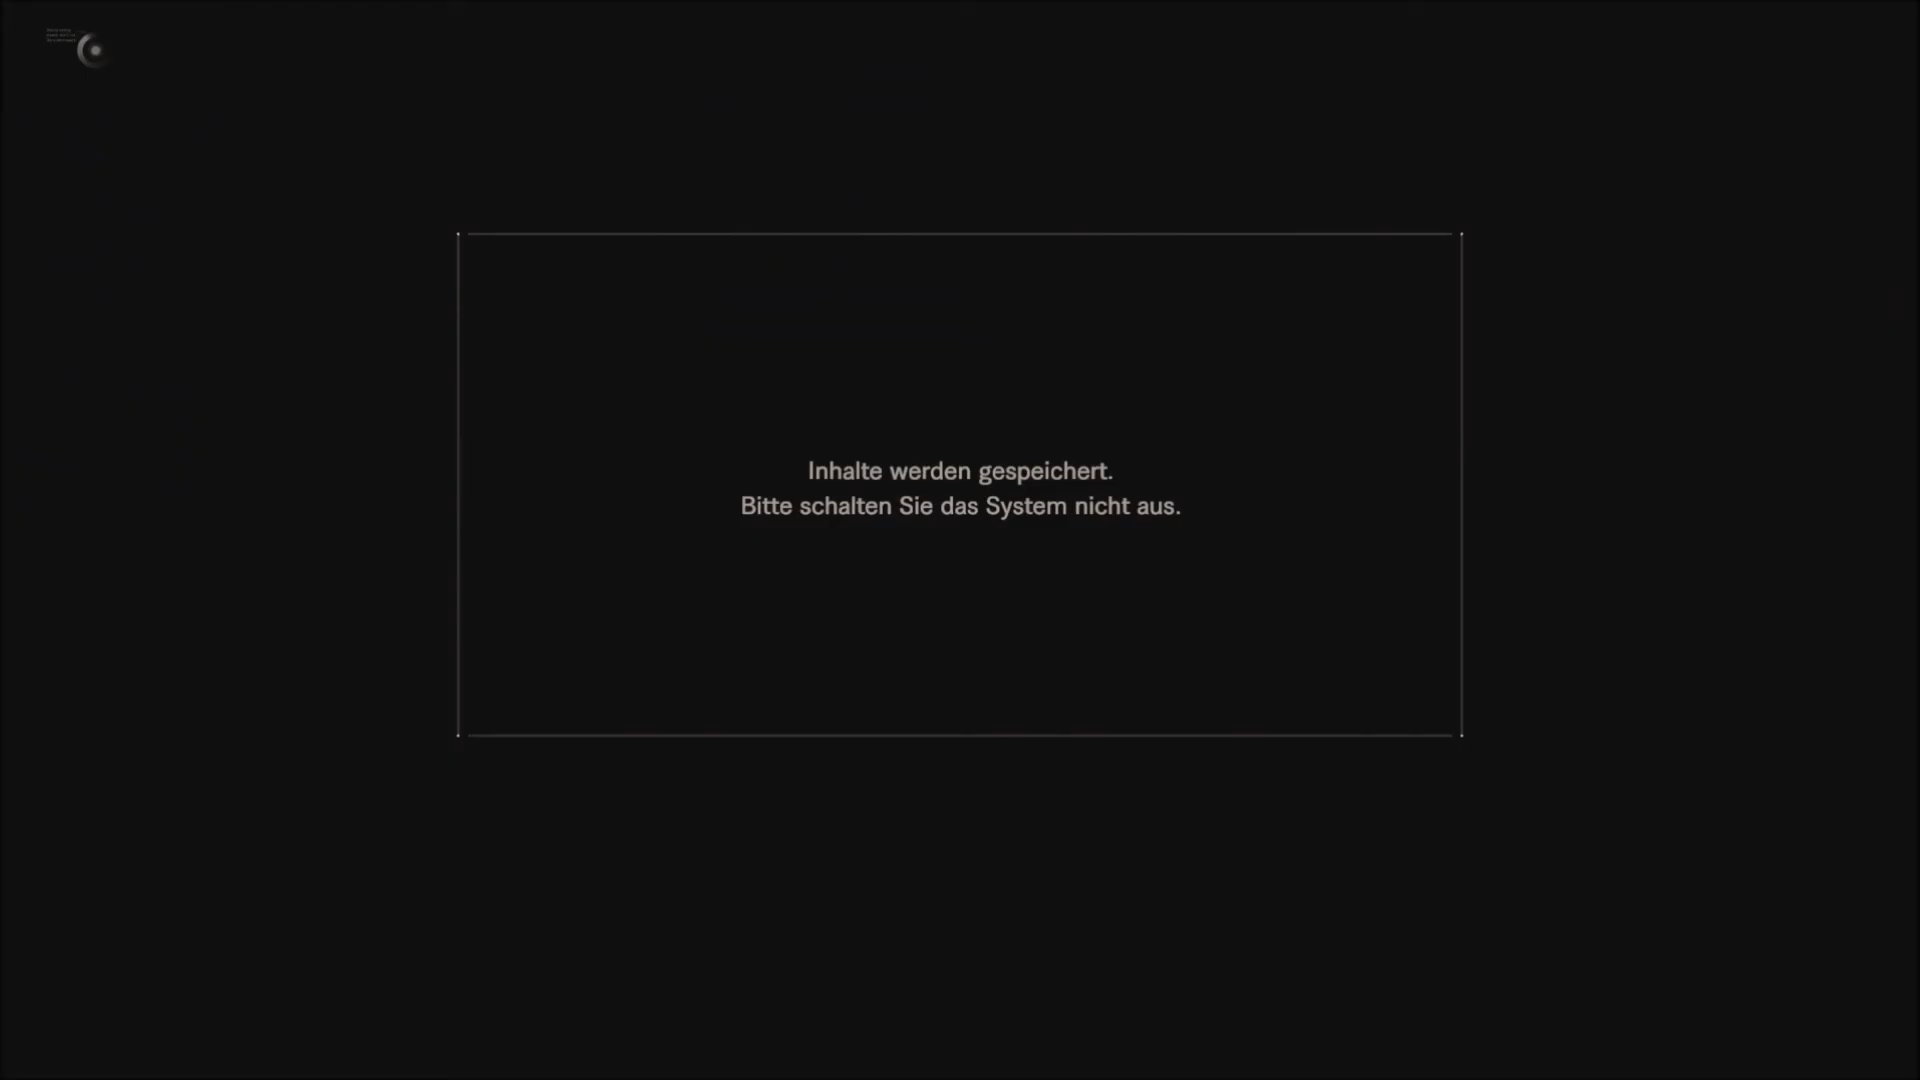 Inhalte werden gespeichert.
Bitte schalten Sie das System nicht aus.